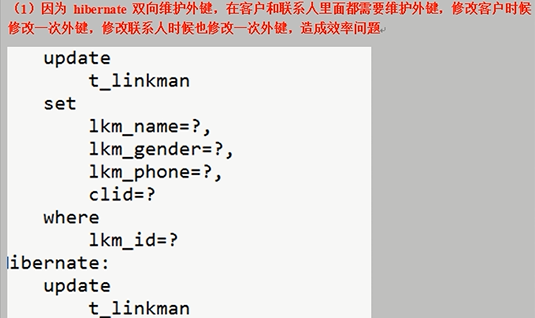 （1）因为 hibernate 双向维护外键，在客户和联系人里面都需要维护外键，修改客户时候
修改一次外键，修改联系人时候也修改一次外键，造成效率问题
update
t_linkman
set
lkm_name=?,
lkm_gender=?,
lkm_phone=?,
clid=?
where
lkm_id=?
Hibernate:
update
t_linkman